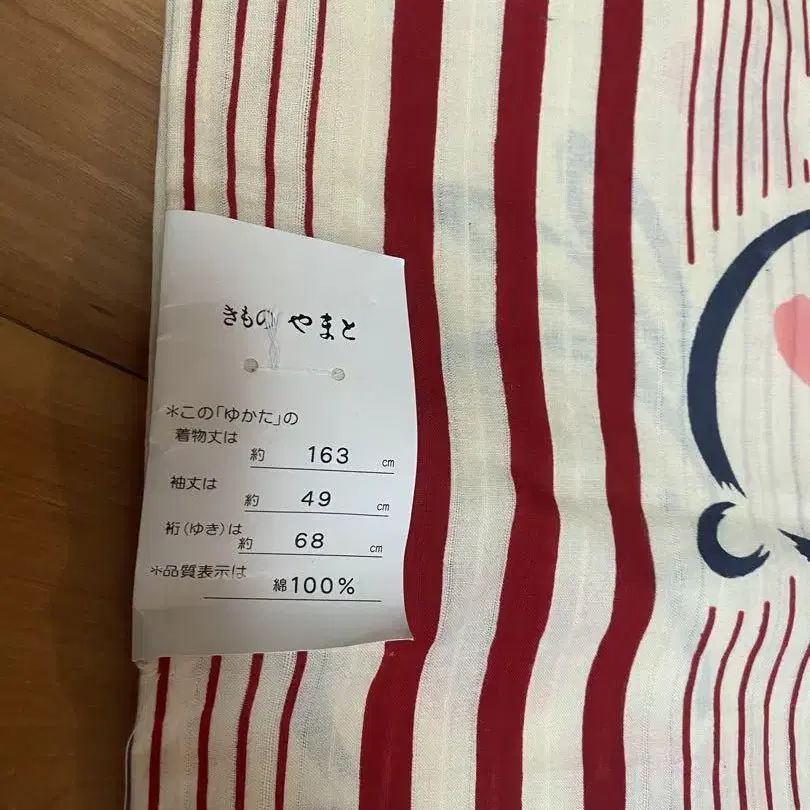 きもの やまと
＊この「ゆかた」の
着物丈は
約 163 cm
袖丈は
約 49 cm
裄(ゆき)は
約 68 cm
＊品質表示は
綿100%